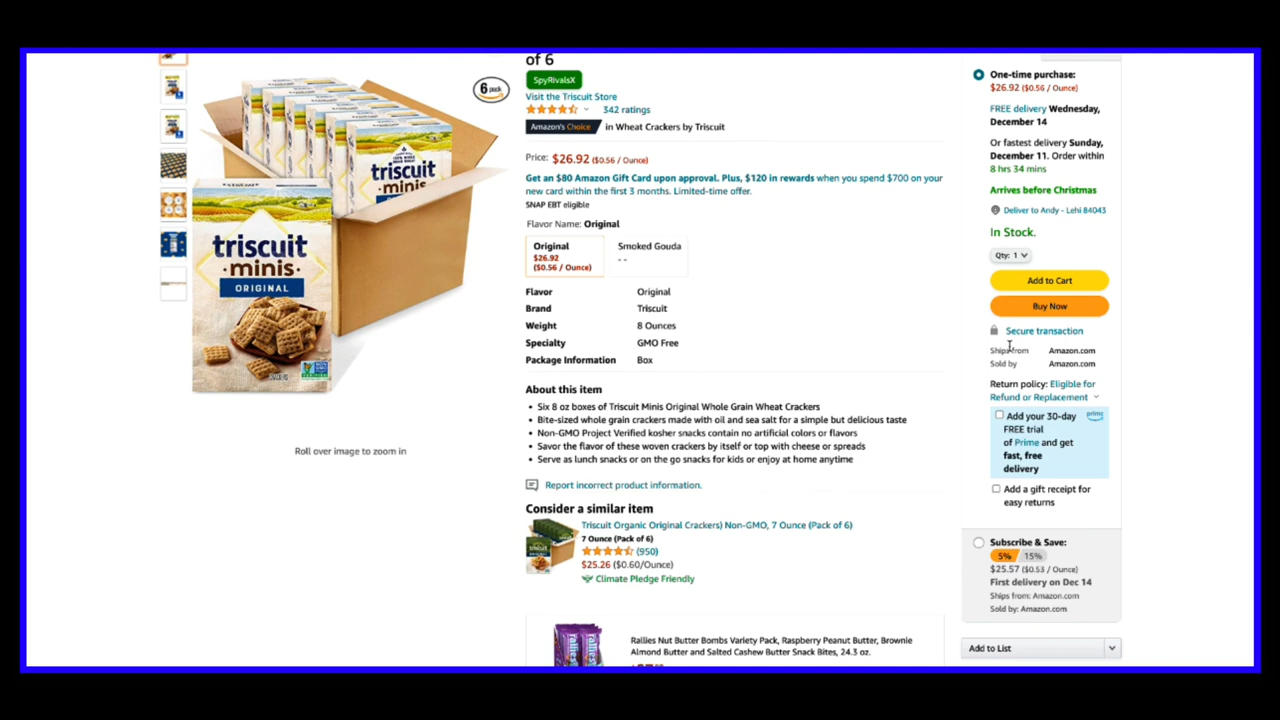 of 6
SpyRivalsX
Visit the Triscuit Store
342 ratings
Amazon's Choice in Wheat Crackers by Triscuit
Price: $26.92 ($0.56 / Ounce)
Get an $80 Amazon Gift Card upon approval. Plus, $120 in rewards when you spend $700 on your
new card within the first 3 months. Limited-time offer.
SNAP EBT eligible
Flavor Name: Original
Original
$26.92
($0.56 / Ounce)
Smoked Gouda
- -
Flavor Original
Brand Triscuit
Weight 8 Ounces
Specialty GMO Free
Package Information Box
About this item
• Six 8 oz boxes of Triscuit Minis Original Whole Grain Wheat Crackers
• Bite-sized whole grain crackers made with oil and sea salt for a simple but delicious taste
• Non-GMO Project Verified kosher snacks contain no artificial colors or flavors
• Savor the flavor of these woven crackers by itself or top with cheese or spreads
• Serve as lunch snacks or on the go snacks for kids or enjoy at home anytime
Report incorrect product information.
Consider a similar item
Triscuit Organic Original Crackers) Non-GMO, 7 Ounce (Pack of 6)
7 Ounce (Pack of 6)
(950)
$25.26 ($0.60/Ounce)
Climate Pledge Friendly
Rallies Nut Butter Bombs Variety Pack, Raspberry Peanut Butter, Brownie
Almond Butter and Salted Cashew Butter Snack Bites, 24.3 oz.
6 pack
triscuit
minis
triscuit
minis
ORIGINAL
Roll over image to zoom in
One-time purchase:
$26.92 ($0.56 / Ounce)
FREE delivery Wednesday,
December 14
Or fastest delivery Sunday,
December 11. Order within
8 hrs 34 mins
Arrives before Christmas
Deliver to Andy - Lehi 84043
In Stock.
Qty: 1
Add to Cart
Buy Now
Secure transaction
Ships from Amazon.com
Sold by Amazon.com
Return policy: Eligible for
Refund or Replacement
Add your 30-day
FREE trial
of Prime and get
fast, free
delivery
prime
Add a gift receipt for
easy returns
Subscribe & Save:
5% 15%
$25.57 ($0.53 / Ounce)
First delivery on Dec 14
Ships from: Amazon.com
Sold by: Amazon.com
Add to List